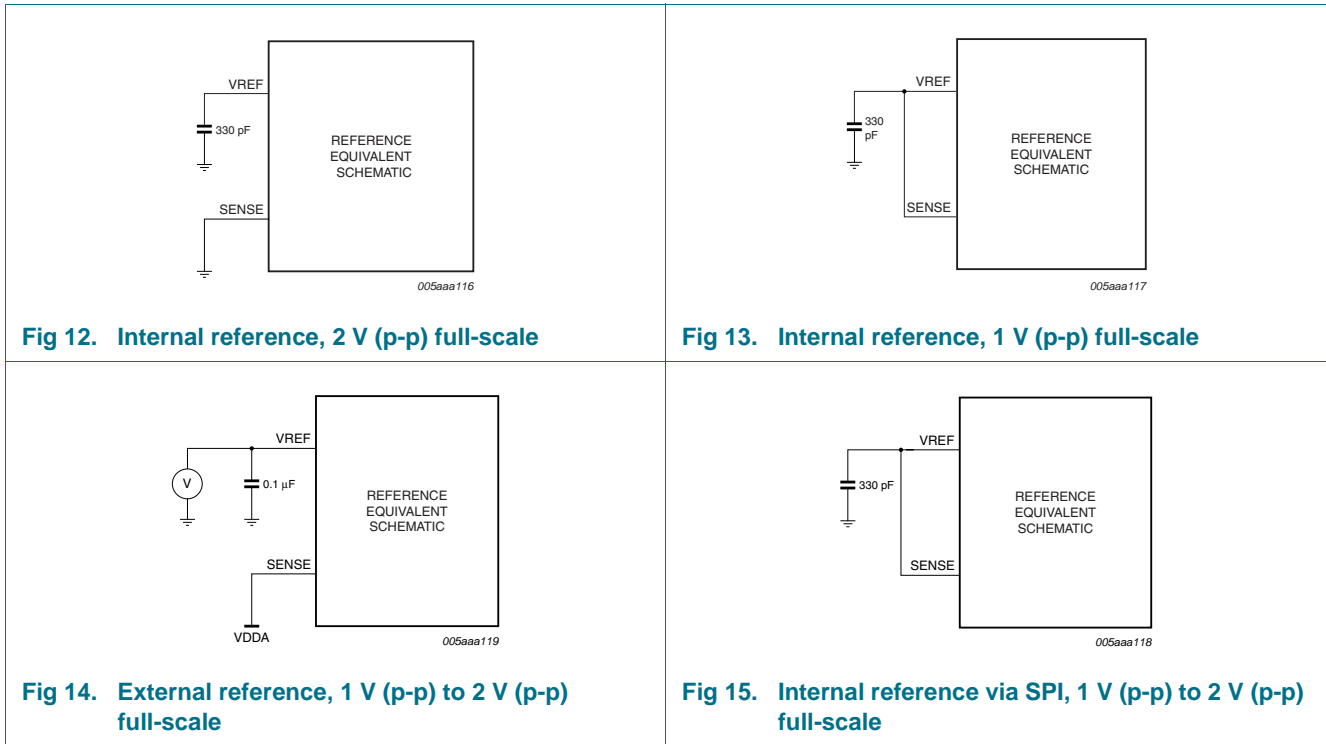 VREF
330 pF
REFERENCE
EQUIVALENT
SCHEMATIC
SENSE
005aaa116
Fig 12. Internal reference, 2 V (p-p) full-scale
VREF
330
pF
REFERENCE
EQUIVALENT
SCHEMATIC
SENSE
005aaa117
Fig 13. Internal reference, 1 V (p-p) full-scale
VREF
V
0.1 μF
REFERENCE
EQUIVALENT
SCHEMATIC
SENSE
VDDA
005aaa119
Fig 14. External reference, 1 V (p-p) to 2 V (p-p)
full-scale
VREF
330 pF
REFERENCE
EQUIVALENT
SCHEMATIC
SENSE
005aaa118
Fig 15. Internal reference via SPI, 1 V (p-p) to 2 V (p-p)
full-scale